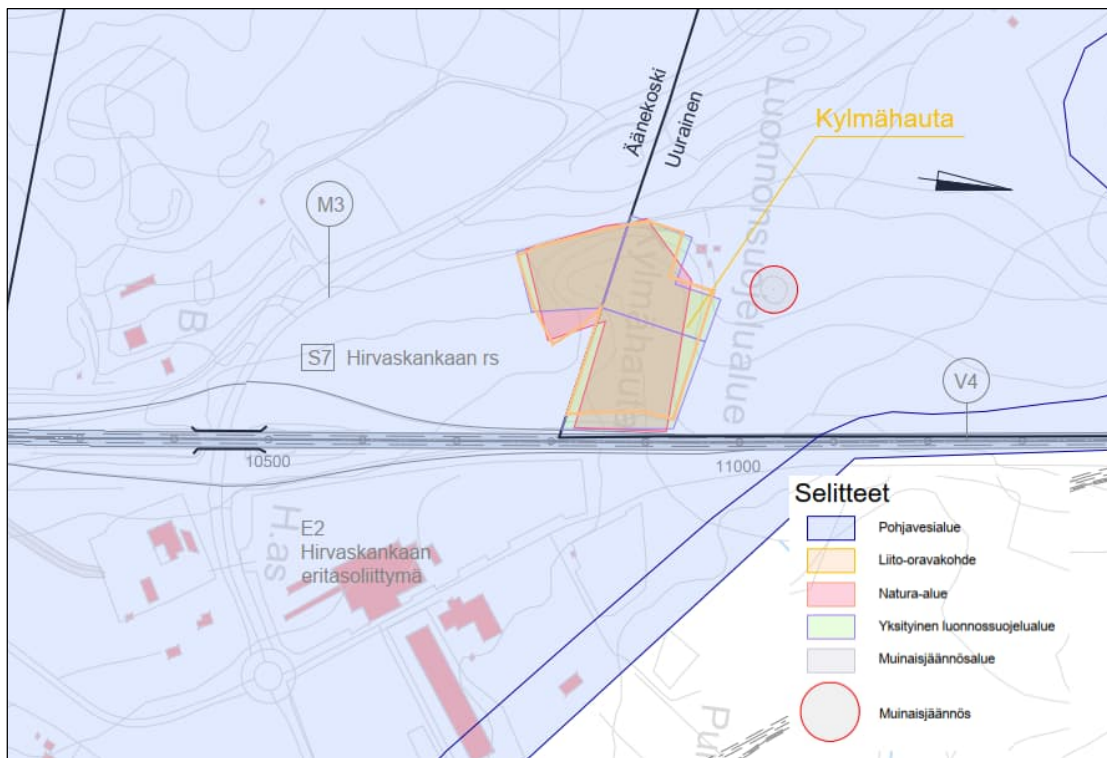 Äänekoski
Uurainen
Luonnonsuojelualue
Kylmähauta
M3
Kylmähauta
B
S7 Hirvaskankaan rs
V4
10500
11000
H.as
E2
Hirvaskankaan
eritasoliittymä
Selitteet
Pohjavesialue
Liito-oravakohde
Natura-alue
Yksityinen luonnossuojelualue
Muinaisjäännösalue
Muinaisjäännös